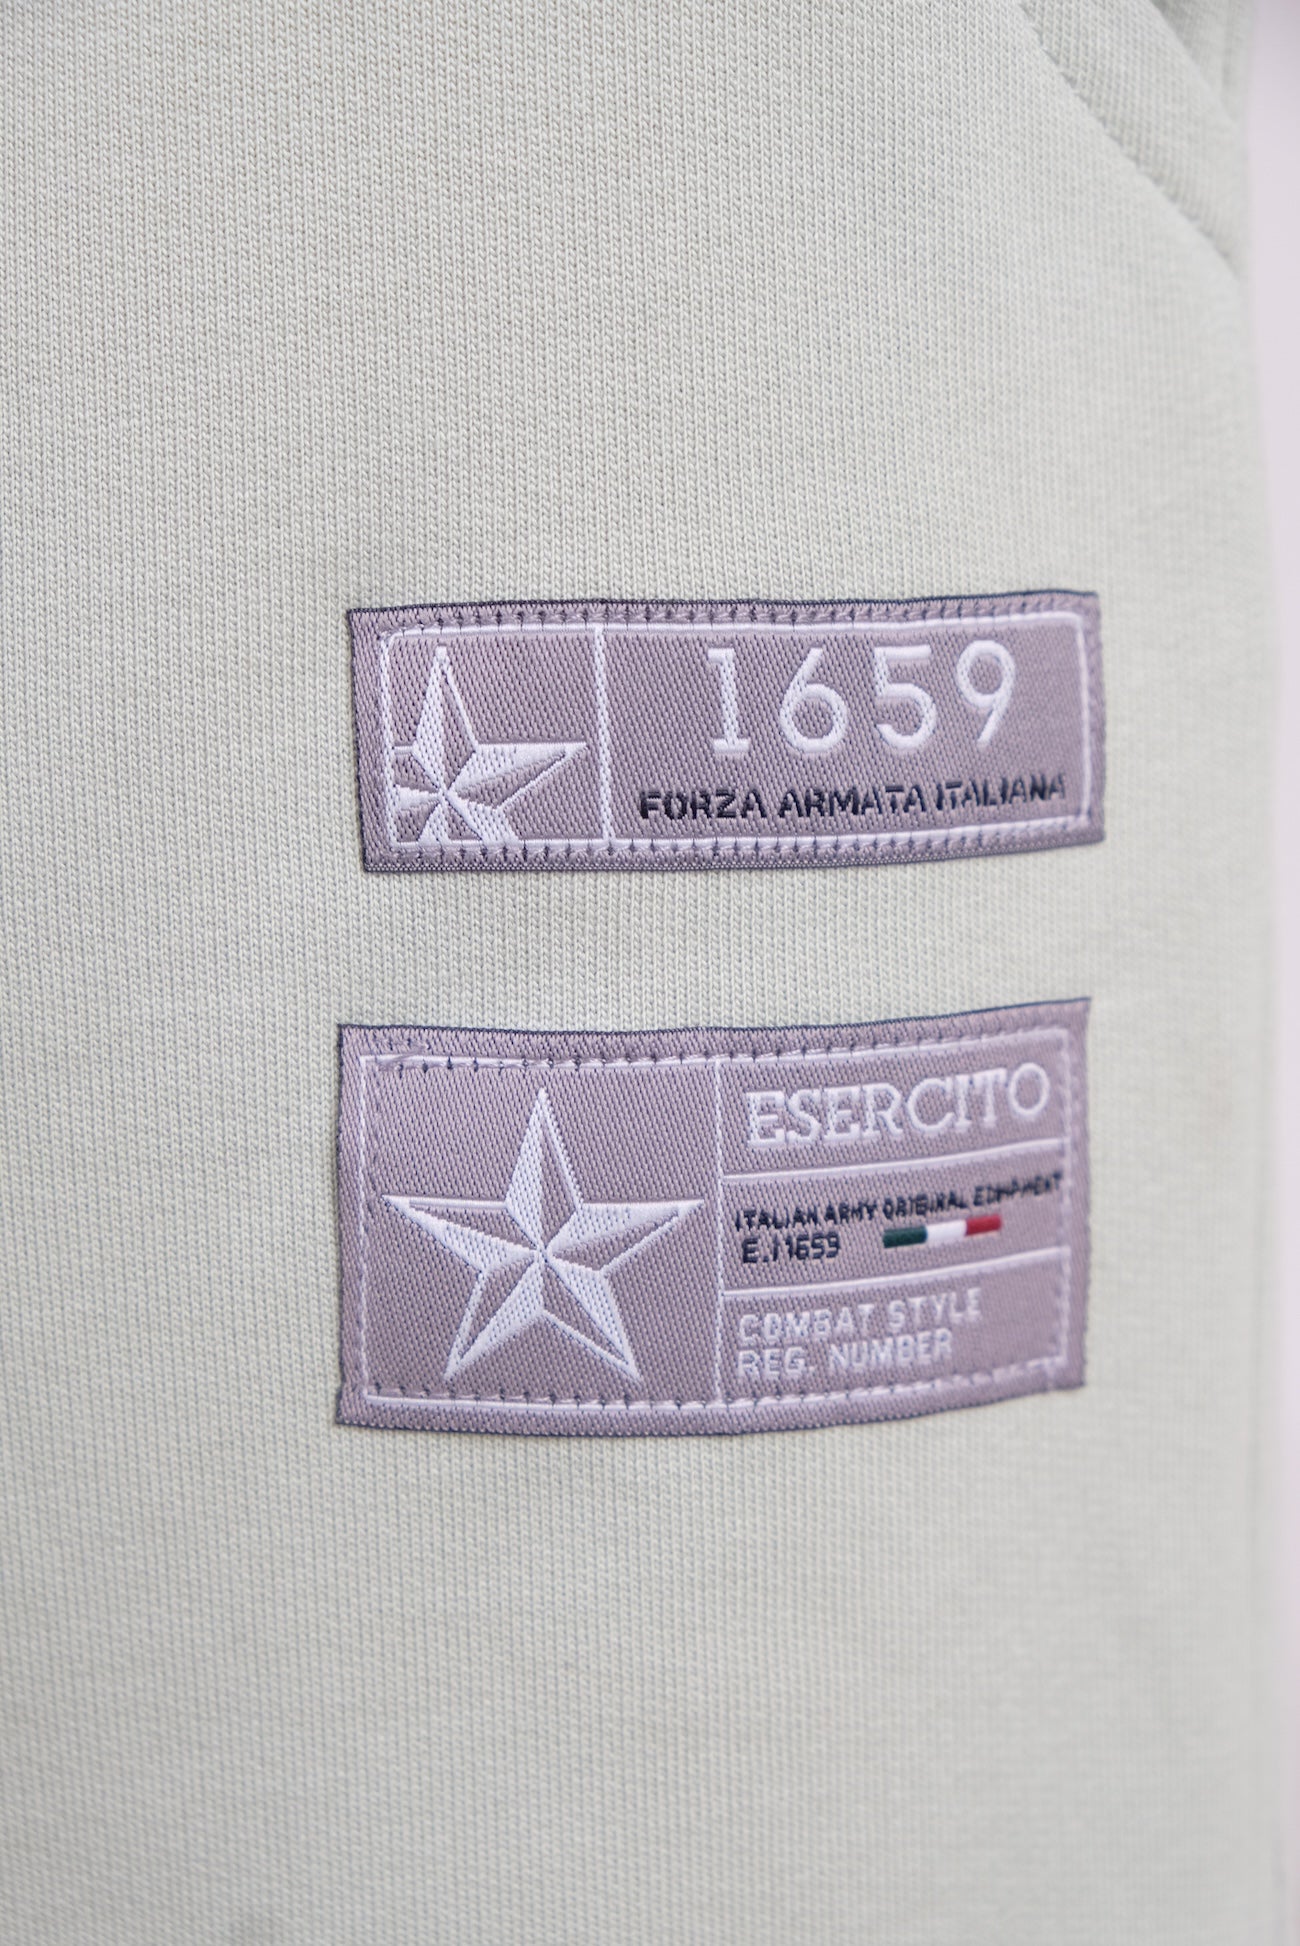 1659
FORZA ARMATA ITALIANA
ESERCITO
ITALIAN ARMY ORIGINAL EQUIPMENT
E.I 1659
COMBAT STYLE
REG. NUMBER